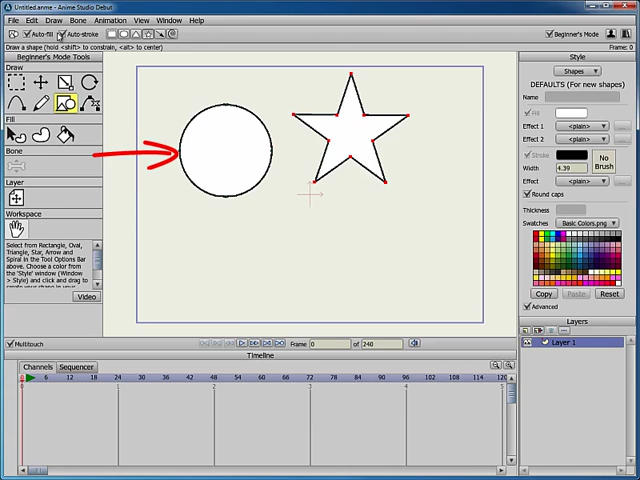 Untitled.anme - Anime Studio Debut
File Draw Bone Animation View Window Help
Auto-fill Auto-stroke
Beginner's Mode
Draw a shape (hold <shift> to constrain, <alt> to center)
Frame: 0
Beginner's Mode Tools
Draw
Fill
Bone
Layer
Workspace
Select from Rectangle, Oval,
Triangle, Star, Arrow and
Spiral in the Tool Options Bar
above. Choose a color from
the 'Style' window (Window
> Style) and click and drag to
Video
Multitouch
Frame 0 of 240
Style
Shapes
DEFAULTS (For new shapes)
Name
Fill
Effect 1 <plain>
Effect 2 <plain>
Stroke
Width 4.39
No
Brush
Effect <plain>
Round caps
Thickness
Swatches Basic Colors.png
Copy Paste Reset
Advanced
Layers
Layer 1
Timeline
Channels Sequencer
0 6 12 18 24 30 36 42 48 54 60 66 72 78 84 90 96 102 108 114 120
0 1 2 3 4 5